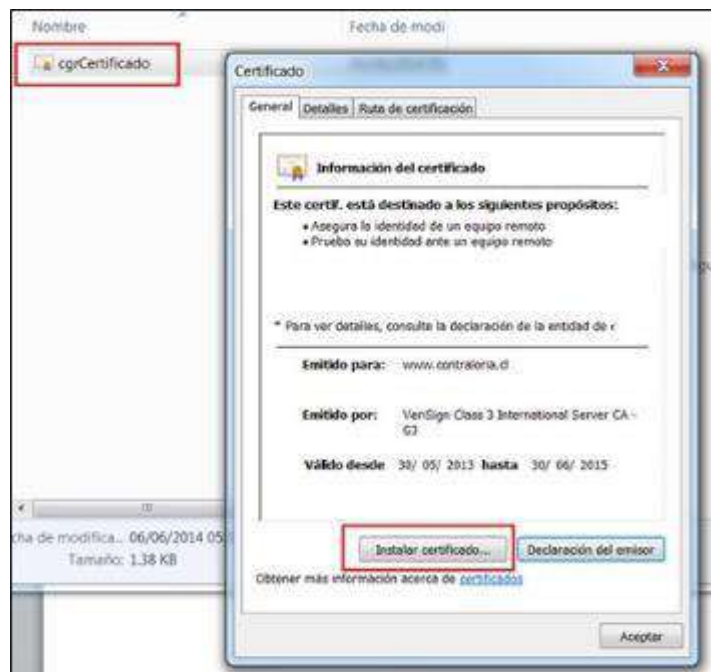 Nombre
Fecha de modi
cgrCertificado
Certificado
General
Detalles
Ruta de certificación
Información del certificado
Este certif. está destinado a los siguientes propósitos:
• Asegura la identidad de un equipo remoto
• Prueba su identidad ante un equipo remoto
* Para ver detalles, consulte la declaración de la entidad de c
Emitido para: www.contraloria.cl
Emitido por: VeriSign Class 3 International Server CA -
G3
Válido desde 30/ 05/ 2013 hasta 30/ 06/ 2015
Instalar certificado...
Declaración del emisor
Obtener más información acerca de certificados
Aceptar
cha de modifica... 06/06/2014 05:
Tamaño: 1.38 KB